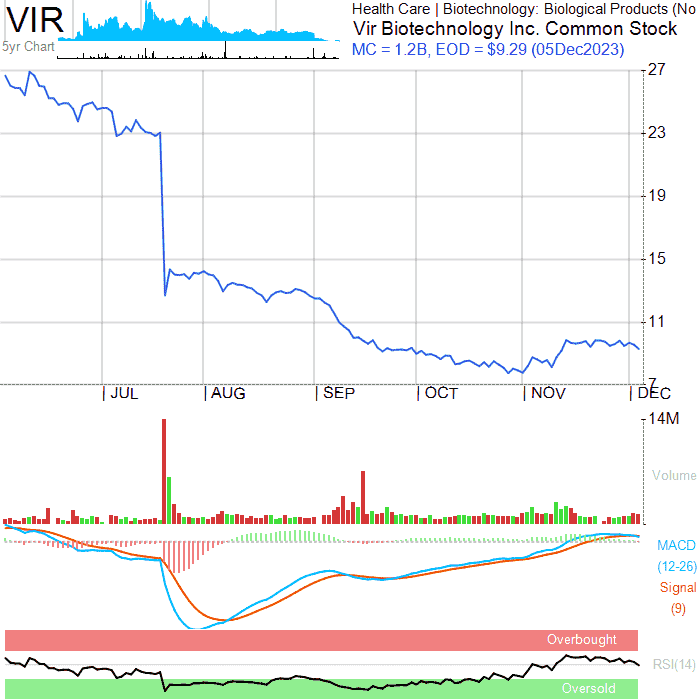 VIR
5yr Chart
Health Care | Biotechnology: Biological Products (No
Vir Biotechnology Inc. Common Stock
MC = 1.2B, EOD = $9.29 (05Dec2023)
27
23
19
15
11
7
JUL AUG SEP OCT NOV DEC
14M
Volume
MACD
(12-26)
Signal
(9)
Overbought
RSI(14)
Oversold